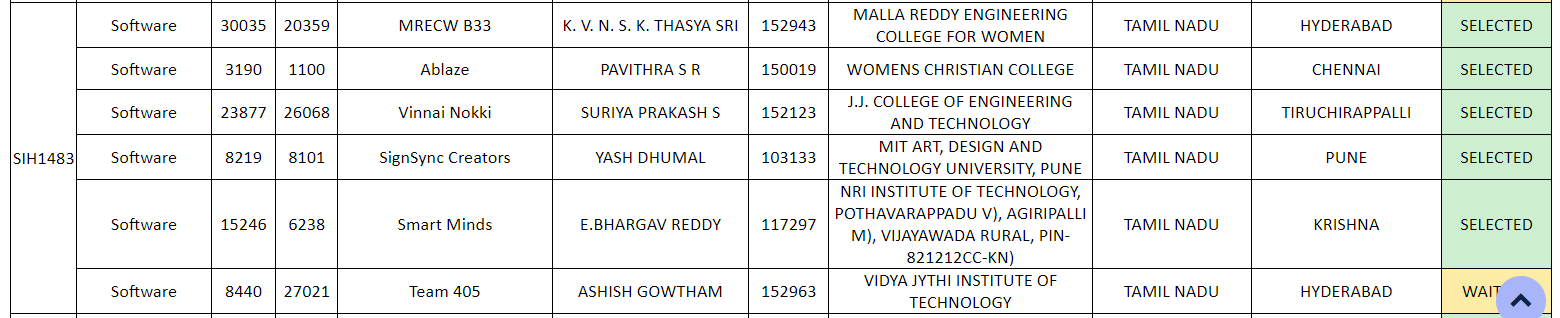 Software 30035 20359 MRECW B33 K. V. N. S. K. THASYA SRI 152943 MALLA REDDY ENGINEERING
COLLEGE FOR WOMEN TAMIL NADU HYDERABAD SELECTED
Software 3190 1100 Ablaze PAVITHRA S R 150019 WOMENS CHRISTIAN COLLEGE TAMIL NADU CHENNAI SELECTED
Software 23877 26068 Vinnai Nokki SURIYA PRAKASH S 152123 J.J. COLLEGE OF ENGINEERING
AND TECHNOLOGY TAMIL NADU TIRUCHIRAPPALLI SELECTED
SIH1483 Software 8219 8101 SignSync Creators YASH DHUMAL 103133 MIT ART, DESIGN AND
TECHNOLOGY UNIVERSITY, PUNE TAMIL NADU PUNE SELECTED
Software 15246 6238 Smart Minds E.BHARGAV REDDY 117297 NRI INSTITUTE OF TECHNOLOGY,
POTHAVARAPPADU V), AGIRIPALLI
M), VIJAYAWADA RURAL, PIN-
821212CC-KN) TAMIL NADU KRISHNA SELECTED
Software 8440 27021 Team 405 ASHISH GOWTHAM 152963 VIDYA JYTHI INSTITUTE OF
TECHNOLOGY TAMIL NADU HYDERABAD